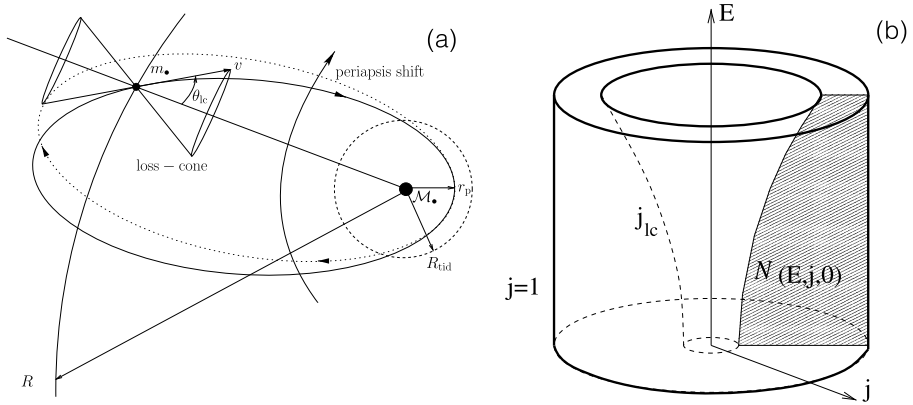 (a)
m•
v
θlc
periapsis shift
loss – cone
M•
rp
Rtid
R
(b)
E
jlc
N(E,j,0)
j=1
j